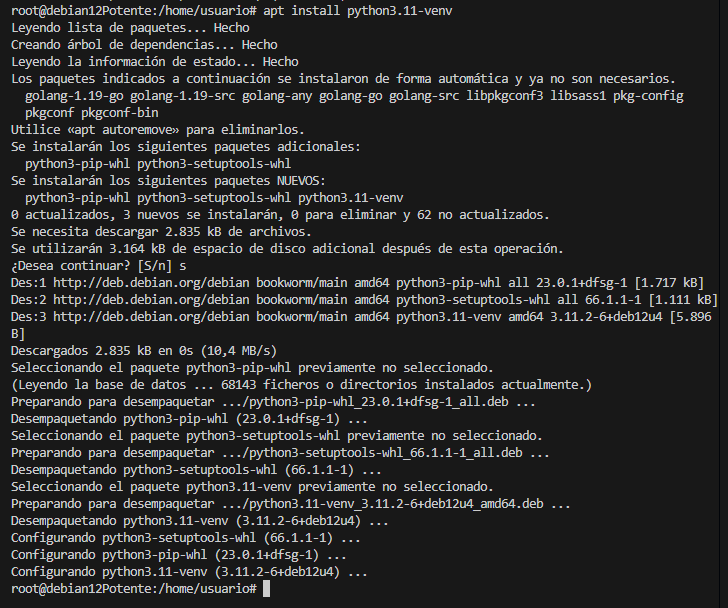 root@debian12Potente:/home/usuario# apt install python3.11-venv
Leyendo lista de paquetes... Hecho
Creando árbol de dependencias... Hecho
Leyendo la información de estado... Hecho
Los paquetes indicados a continuación se instalaron de forma automática y ya no son necesarios.
  golang-1.19-go golang-1.19-src golang-any golang-go golang-src libpkgconf3 libsass1 pkg-config
  pkgconf pkgconf-bin
Utilice «apt autoremove» para eliminarlos.
Se instalarán los siguientes paquetes adicionales:
  python3-pip-whl python3-setuptools-whl
Se instalarán los siguientes paquetes NUEVOS:
  python3-pip-whl python3-setuptools-whl python3.11-venv
0 actualizados, 3 nuevos se instalarán, 0 para eliminar y 62 no actualizados.
Se necesita descargar 2.835 kB de archivos.
Se utilizarán 3.164 kB de espacio de disco adicional después de esta operación.
¿Desea continuar? [S/n] s
Des:1 http://deb.debian.org/debian bookworm/main amd64 python3-pip-whl all 23.0.1+dfsg-1 [1.717 kB]
Des:2 http://deb.debian.org/debian bookworm/main amd64 python3-setuptools-whl all 66.1.1-1 [1.111 kB]
Des:3 http://deb.debian.org/debian bookworm/main amd64 python3.11-venv amd64 3.11.2-6+deb12u4 [5.896
B]
Descargados 2.835 kB en 0s (10,4 MB/s)
Seleccionando el paquete python3-pip-whl previamente no seleccionado.
(Leyendo la base de datos ... 68143 ficheros o directorios instalados actualmente.)
Preparando para desempaquetar .../python3-pip-whl_23.0.1+dfsg-1_all.deb ...
Desempaquetando python3-pip-whl (23.0.1+dfsg-1) ...
Seleccionando el paquete python3-setuptools-whl previamente no seleccionado.
Preparando para desempaquetar .../python3-setuptools-whl_66.1.1-1_all.deb ...
Desempaquetando python3-setuptools-whl (66.1.1-1) ...
Seleccionando el paquete python3.11-venv previamente no seleccionado.
Preparando para desempaquetar .../python3.11-venv_3.11.2-6+deb12u4_amd64.deb ...
Desempaquetando python3.11-venv (3.11.2-6+deb12u4) ...
Configurando python3-setuptools-whl (66.1.1-1) ...
Configurando python3-pip-whl (23.0.1+dfsg-1) ...
Configurando python3.11-venv (3.11.2-6+deb12u4) ...
root@debian12Potente:/home/usuario#